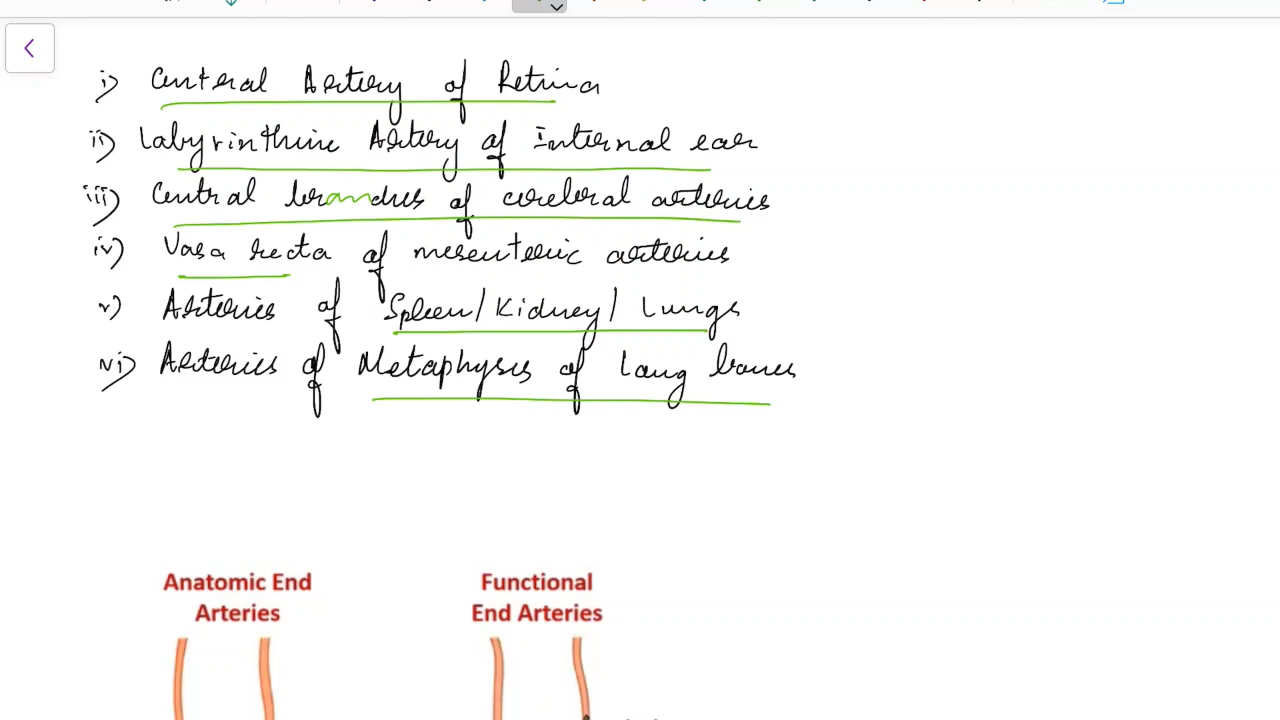 i) Central Artery of Retina
ii) Labyrinthine Artery of Internal ear
iii) Central branches of cerebral arteries
iv) Vasa recta of mesenteric arteries
v) Arteries of Spleen/Kidney/Lungs
vi) Arteries of Metaphysis of Long bones
Anatomic End Arteries
Functional End Arteries